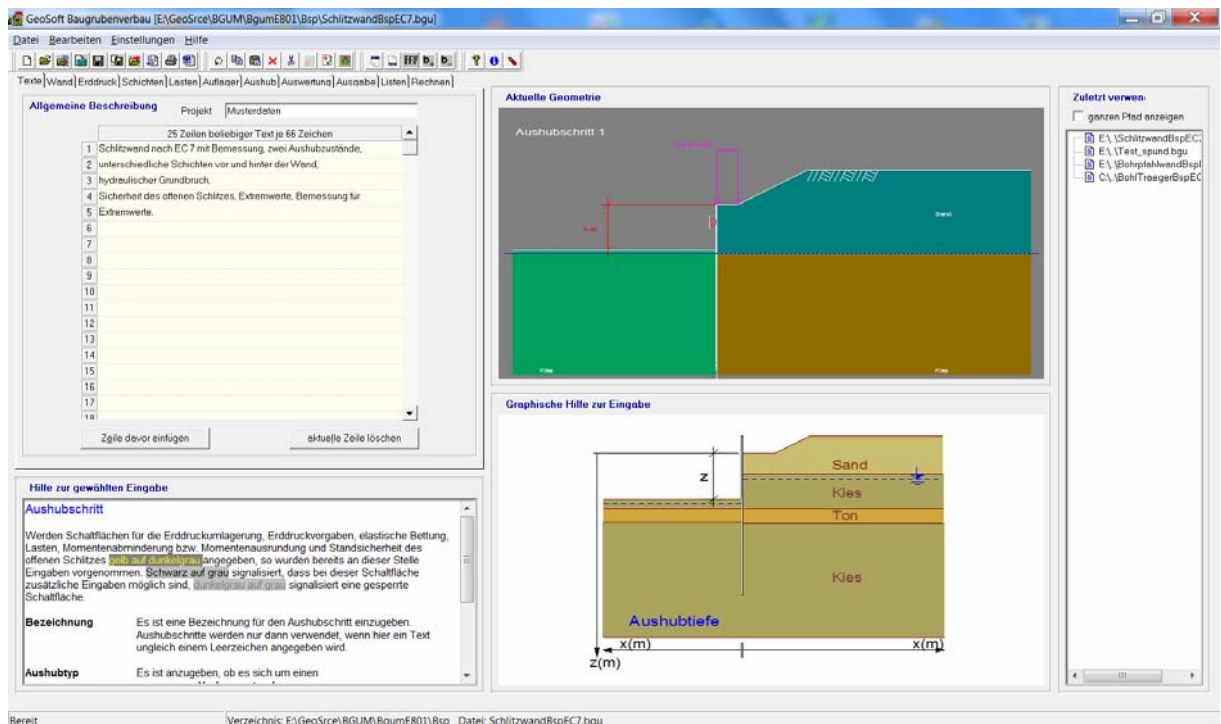 GeoSoft Baugrubenverbau [E:\GeoSrce\BGUM\BgumE801\Bsp\SchlitzwandBspEC7.bgu]
Datei Bearbeiten Einstellungen Hilfe
Texte Wand Erddruck Schichten Lasten Auflager Aushub Auswertung Ausgabe Listen Rechnen
Allgemeine Beschreibung
Projekt Musterdaten
25 Zeilen beliebiger Text je 66 Zeichen
1 Schlitzwand nach EC 7 mit Bemessung, zwei Aushubzustände,
2 unterschiedliche Schichten vor und hinter der Wand,
3 hydraulischer Grundbruch,
4 Sicherheit des offenen Schlitzes, Extremwerte, Bemessung für
5 Extremwerte.
6
7
8
9
10
11
12
13
14
15
16
17
18
Zeile davor einfügen
aktuelle Zeile löschen
Hilfe zur gewählten Eingabe
Aushubschritt
Werden Schaltflächen für die Erddruckumlagerung, Erddruckvorgaben, elastische Bettung,
Lasten, Momentenabminderung bzw. Momentenausrundung und Standsicherheit des
offenen Schlitzes gelb auf dunkelgrau angegeben, so wurden bereits an dieser Stelle
Eingaben vorgenommen. Schwarz auf grau signalisiert, dass bei dieser Schaltfläche
zusätzliche Eingaben möglich sind, dunkelgrau auf grau signalisiert eine gesperrte
Schaltfläche.
Bezeichnung Es ist eine Bezeichnung für den Aushubschritt einzugeben.
Aushubschritte werden nur dann verwendet, wenn hier ein Text
ungleich einem Leerzeichen angegeben wird.
Aushubtyp Es ist anzugeben, ob es sich um einen
Aktuelle Geometrie
Aushubschritt 1
Sand
Kies
Kies
Graphische Hilfe zur Eingabe
z
Sand
Kies
Ton
Kies
Aushubtiefe
x(m)
x(m)
z(m)
Zuletzt verwen
ganzen Pfad anzeigen
E:\.\SchlitzwandBspEC
E:\.\Test_spund.bgu
E:\.\BohrpfahlwandBspl
C:\.\BohlTraegerBspEC
Bereit
Verzeichnis: E:\GeoSrce\BGUM\BgumE801\Bsp Datei: SchlitzwandBspEC7.bgu